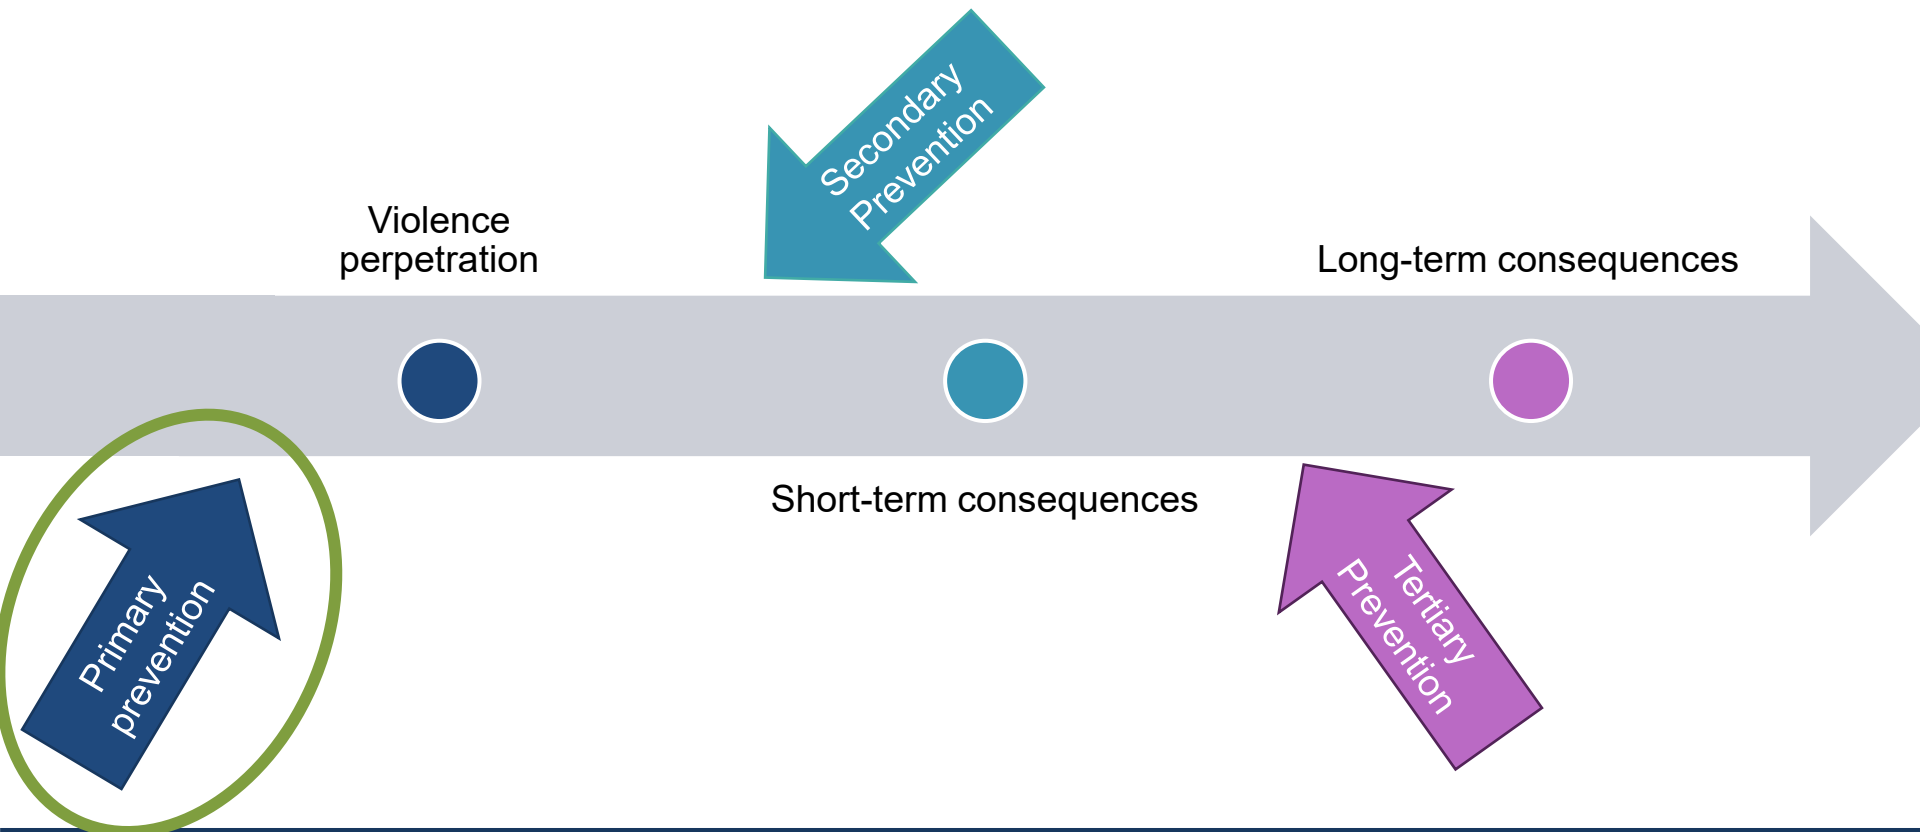 Secondary
Prevention
Violence
perpetration
Long-term consequences
Short-term consequences
Primary
prevention
Tertiary
Prevention